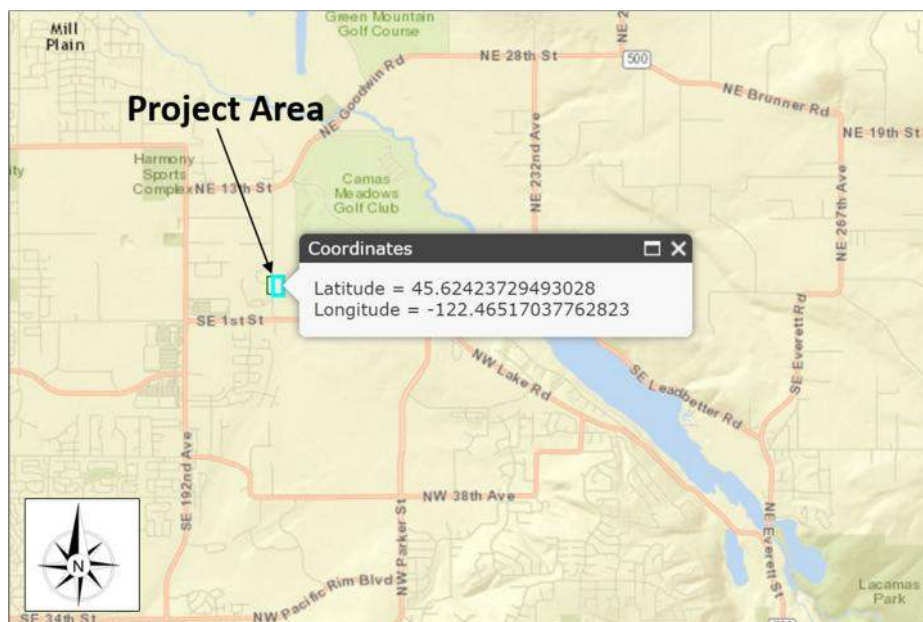 Mill
Plain
Green Mountain
Golf Course
NE 28th St
500
NE 2
NE Goodwin Rd
NE Brunner Rd
NE 19th St
Project Area
Harmony
Sports
Complex
NE 13th St
ity
Camas
Meadows
Golf Club
NE 232nd Ave
NE 267th Ave
Coordinates
Latitude = 45.62423729493028
Longitude = -122.46517037762823
SE 1st St
NW Lake Rd
SE Leadbetter Rd
SE Everett Rd
SE 192nd Ave
NW 38th Ave
NW Parker St
NE Everett St
N
NW Pacific Rim Blvd
SE 34th St
Lacamas
Park